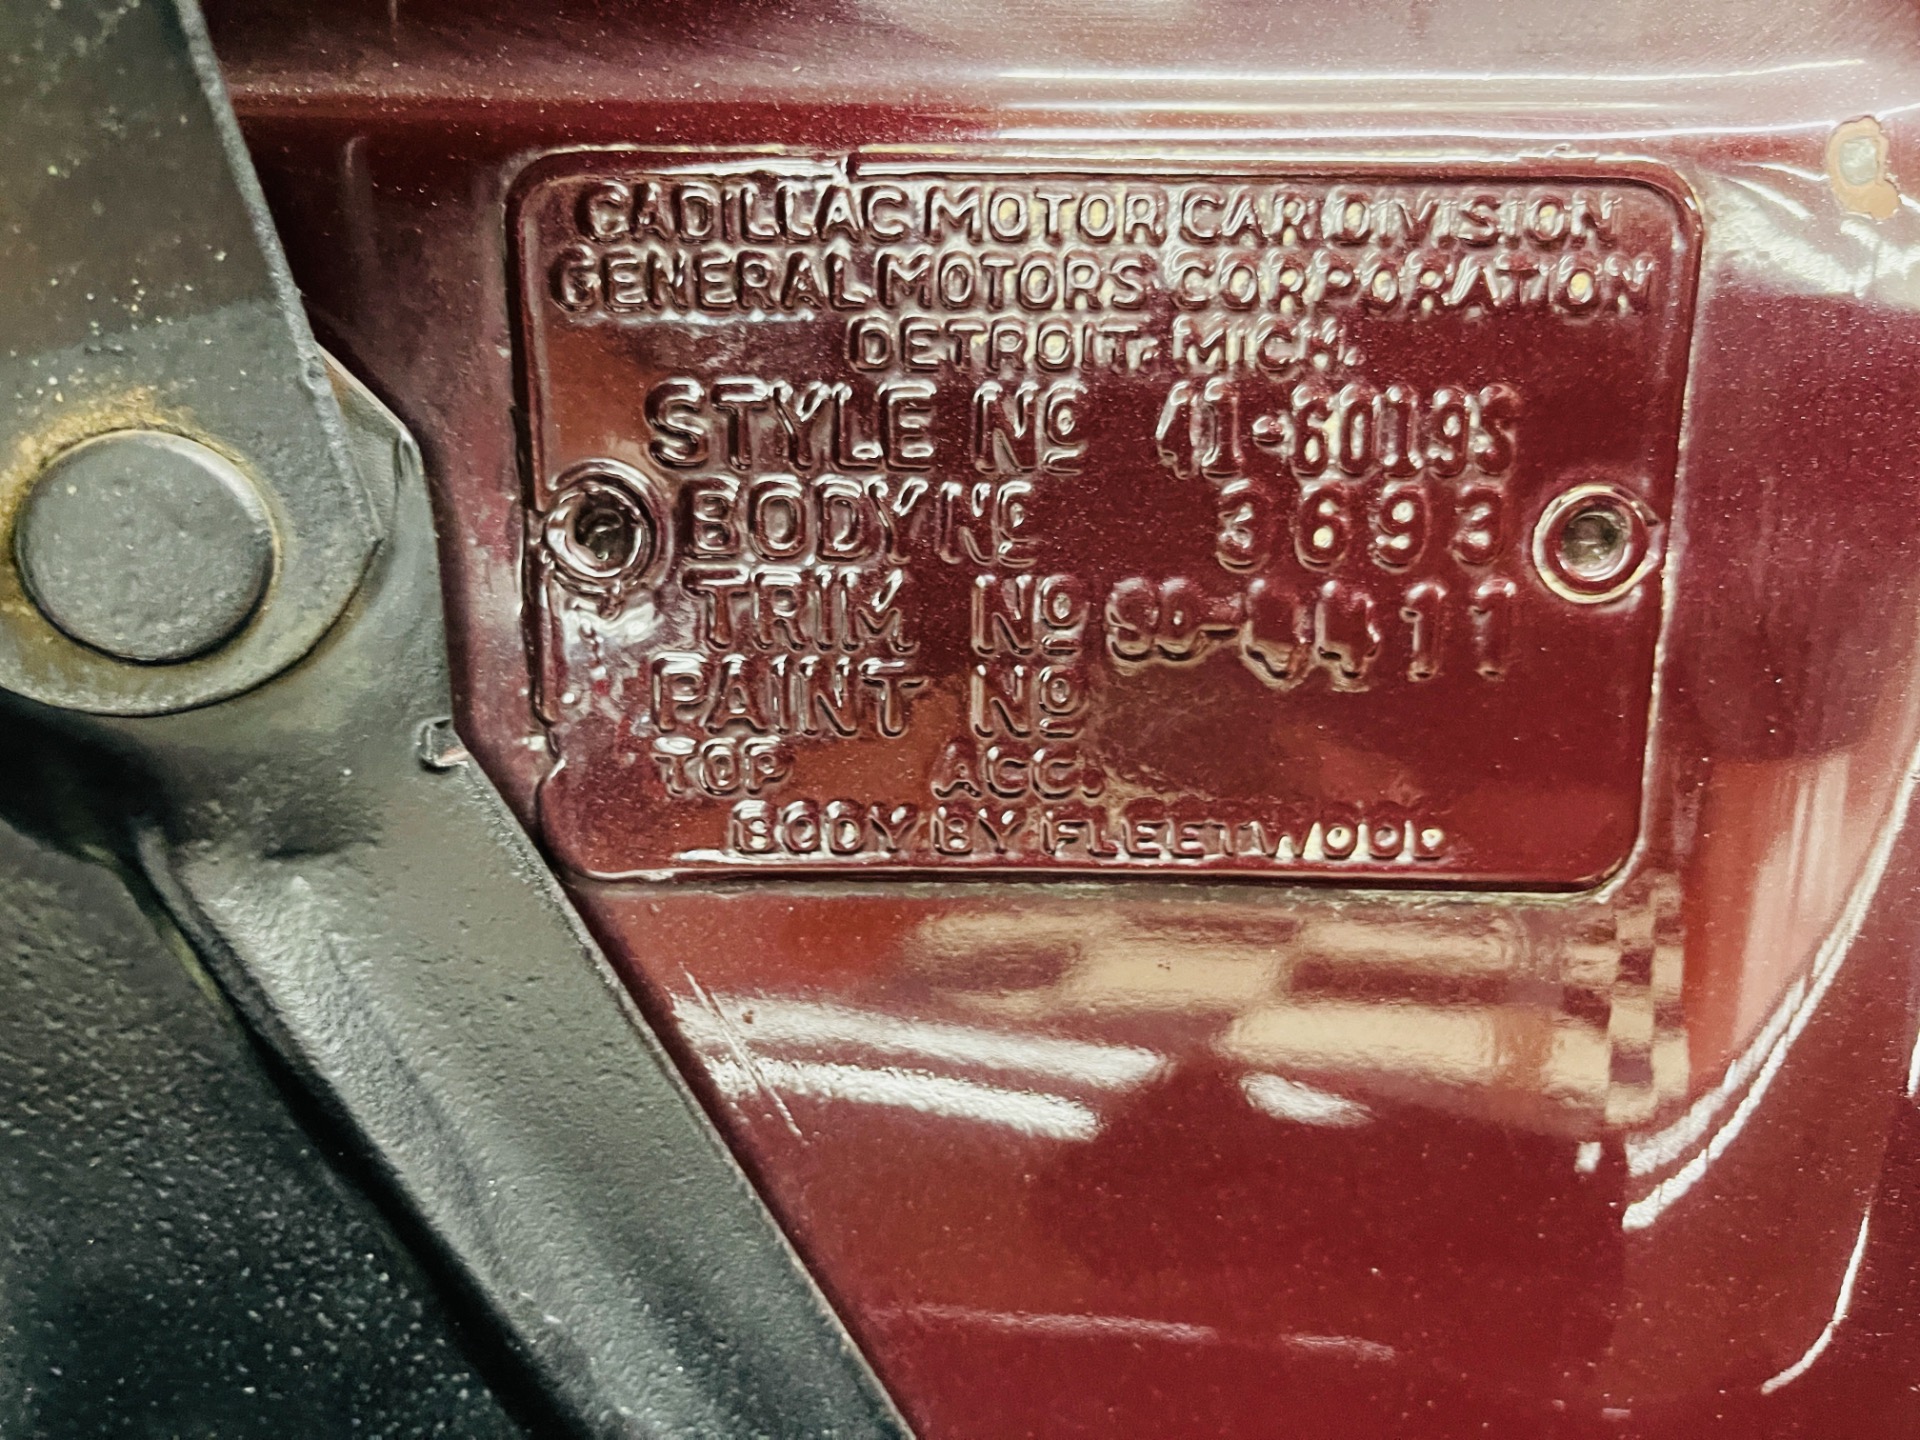 CADILLAC MOTOR CAR DIVISION
GENERAL MOTORS CORPORATION
DETROIT, MICH.
STYLE Nº 41-6019S
BODY Nº 3693
TRIM Nº 4411
PAINT Nº
TOP ACC.
BODY BY FLEETWOOD